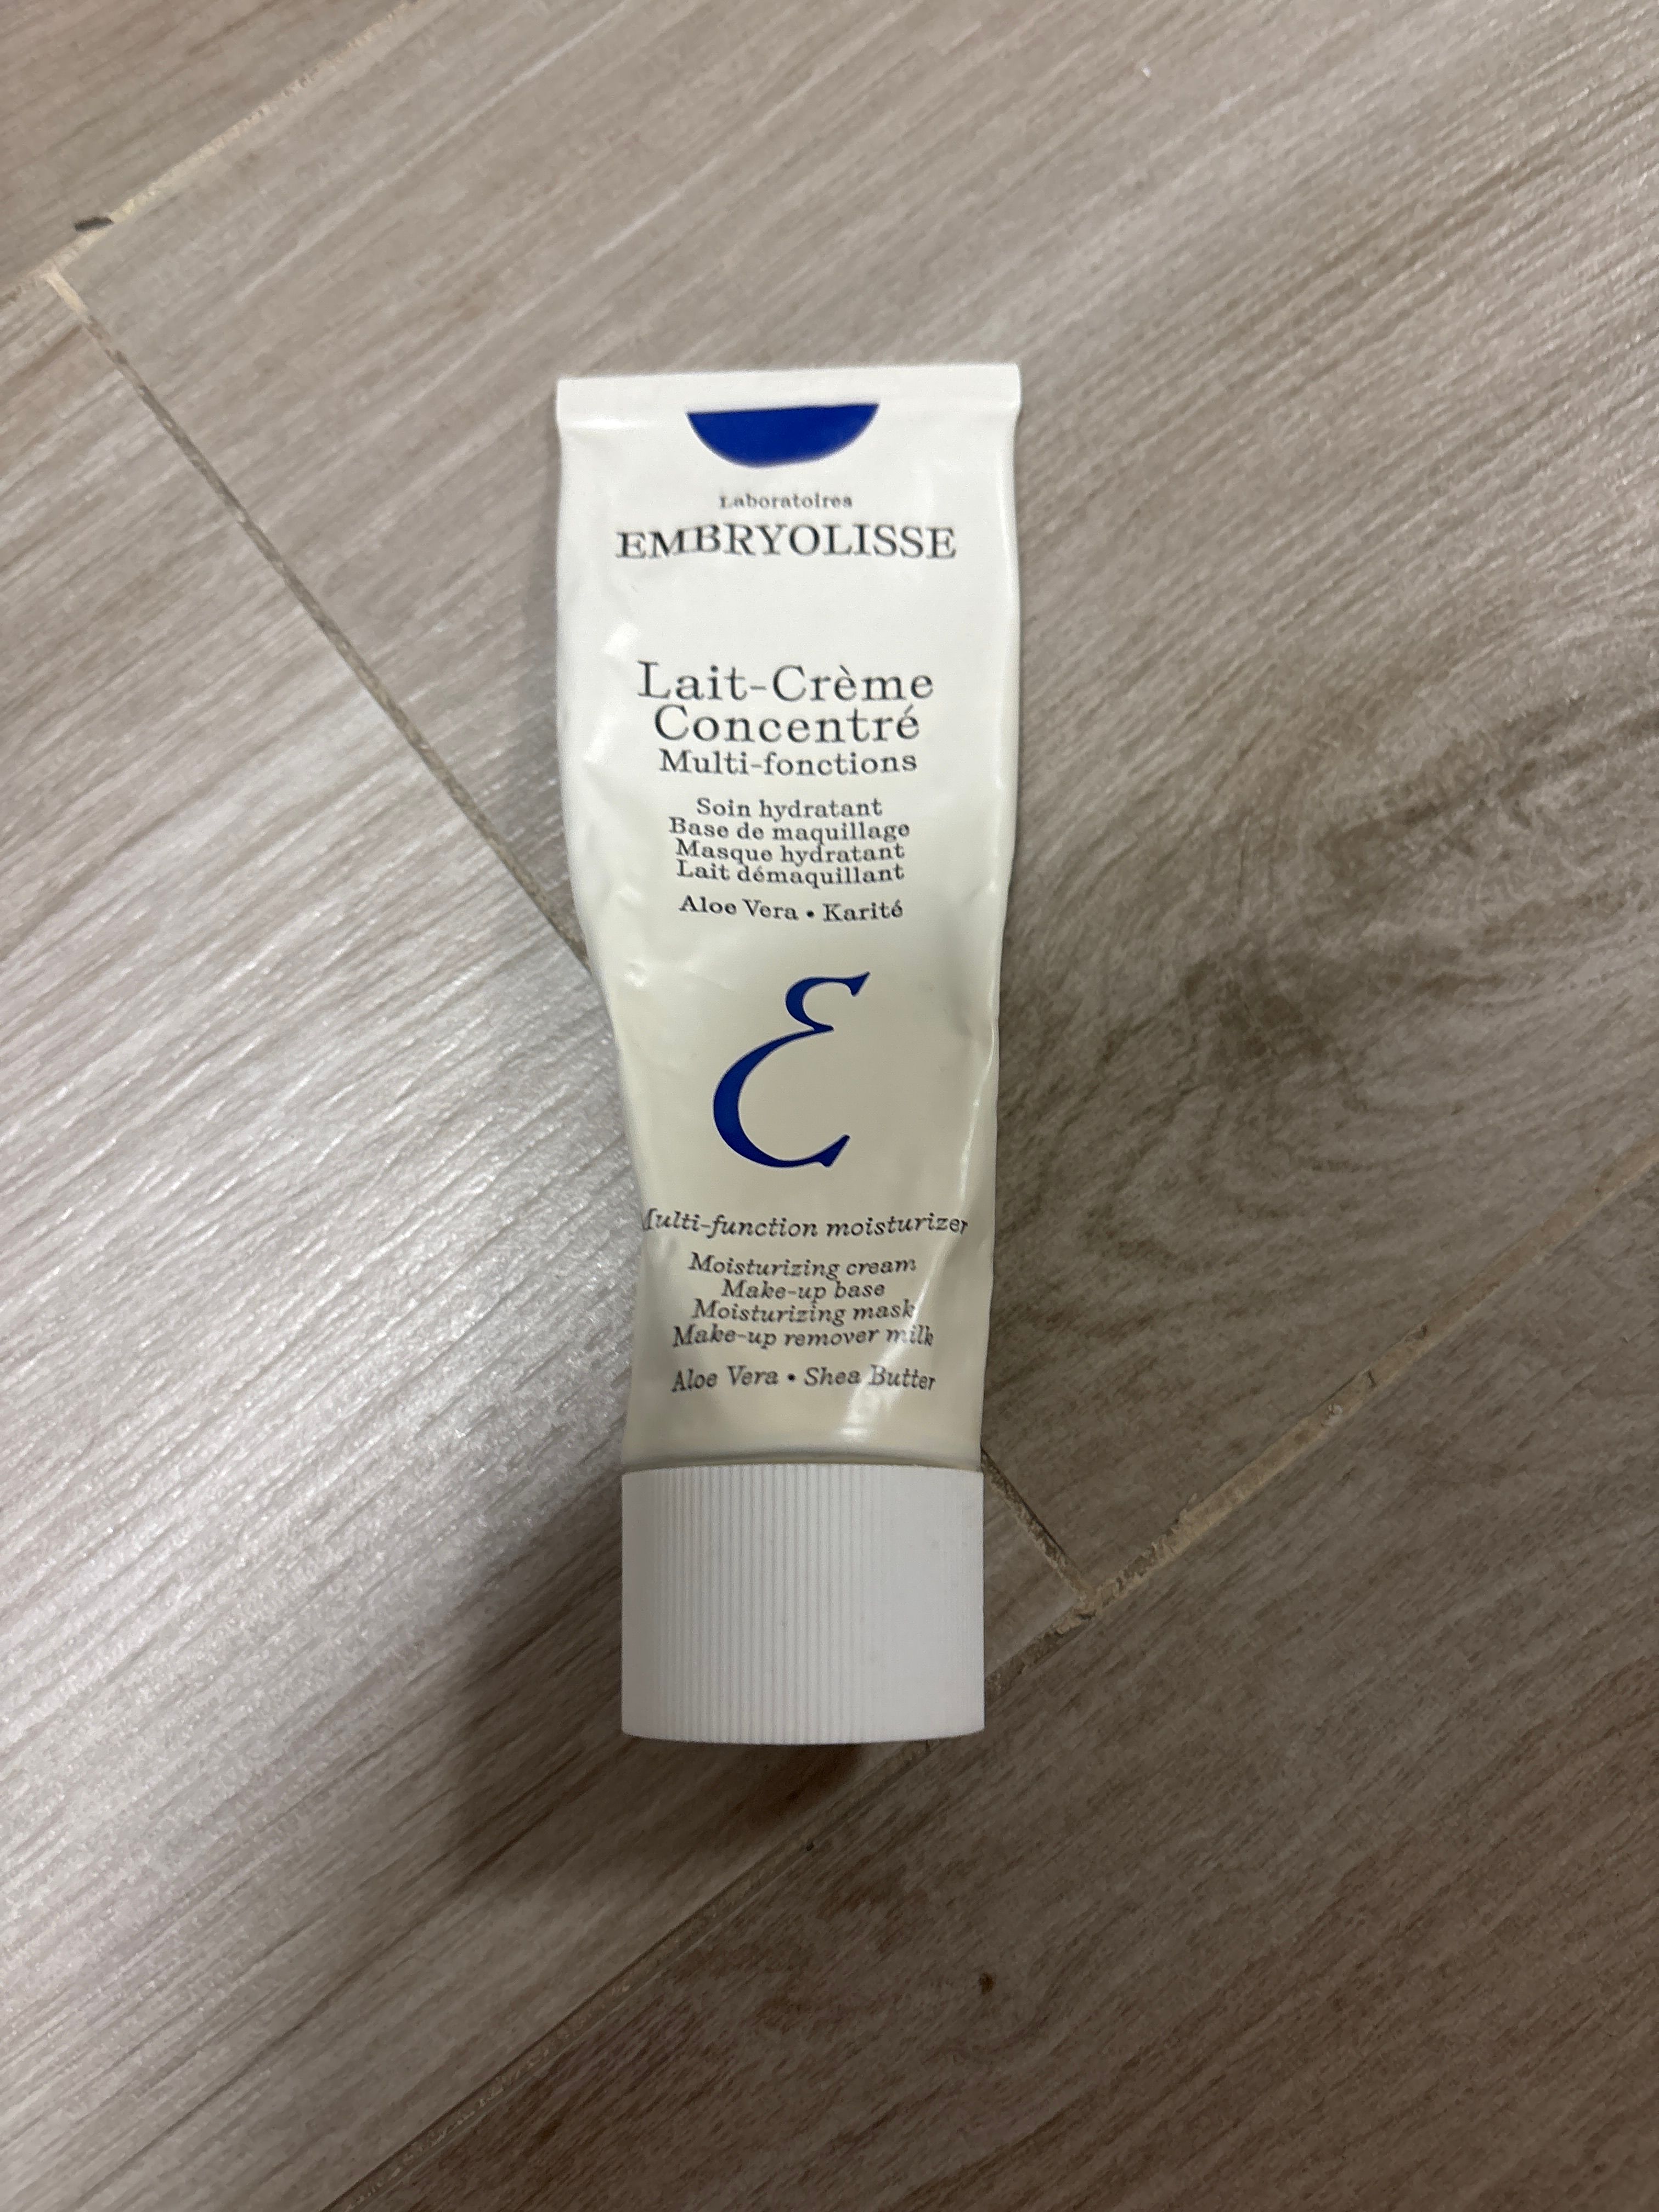 Laboratoires
EMBRYOLISSE
Lait-Crème
Concentré
Multi-fonctions
Soin hydratant
Base de maquillage
Masque hydratant
Lait démaquillant
Aloe Vera • Karité
E
Multi-function moisturizer
Moisturizing cream
Make-up base
Moisturizing mask
Make-up remover milk
Aloe Vera • Shea Butter